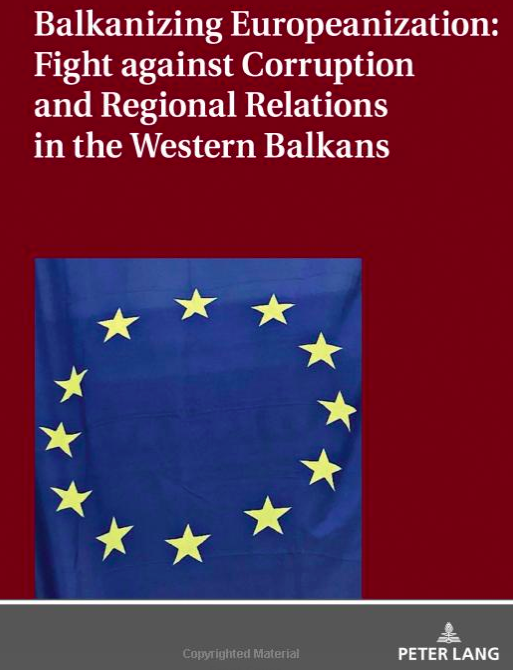 Balkanizing Europeanization:
Fight against Corruption
and Regional Relations
in the Western Balkans
Copyrighted Material
PETER LANG